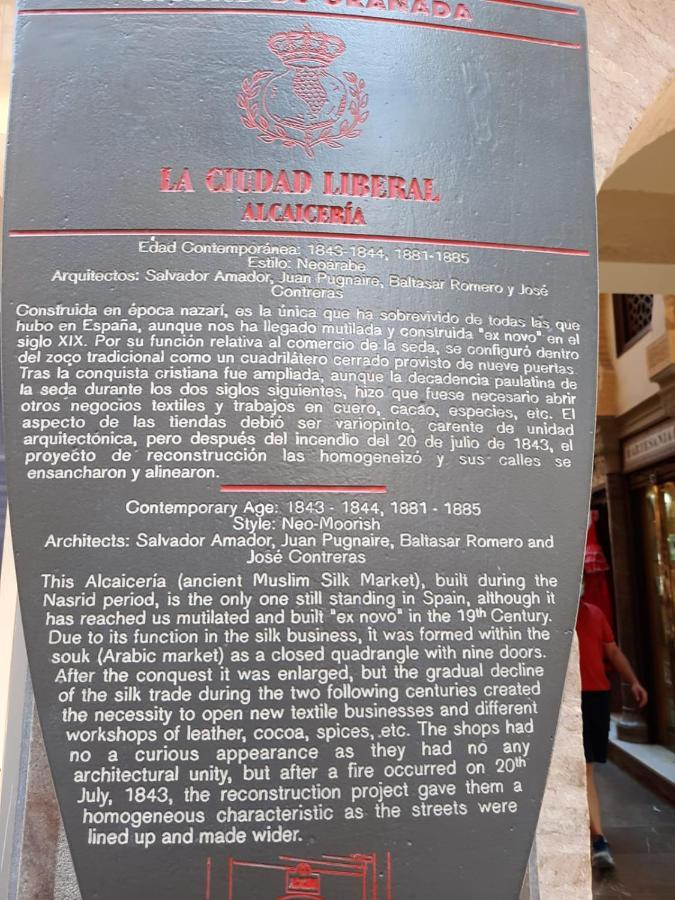 DE GRANADA
LA CIUDAD LIBERAL
ALCAICERÍA
Edad Contemporánea: 1843-1844, 1881-1885
Estilo: Neoárabe
Arquitectos: Salvador Amador, Juan Pugnaire, Baltasar Romero y José
Contreras
Construida en época nazarí, es la única que ha sobrevivido de todas las que
hubo en España, aunque nos ha llegado mutilada y construida "ex novo" en el
siglo XIX. Por su función relativa al comercio de la seda, se configuró dentro
del zoco tradicional como un cuadrilátero cerrado provisto de nueve puertas.
Tras la conquista cristiana fue ampliada, aunque la decadencia paulatina de
la seda durante los dos siglos siguientes, hizo que fuese necesario abrir
otros negocios textiles y trabajos en cuero, cacao, especies, etc. El
aspecto de las tiendas debió ser variopinto, carente de unidad
arquitectónica, pero después del incendio del 20 de julio de 1843, el
proyecto de reconstrucción las homogeneizó y sus calles se
ensancharon y alinearon.
Contemporary Age: 1843 - 1844, 1881 - 1885
Style: Neo-Moorish
Architects: Salvador Amador, Juan Pugnaire, Baltasar Romero and
José Contreras
This Alcaicería (ancient Muslim Silk Market), built during the
Nasrid period, is the only one still standing in Spain, although it
has reached us mutilated and built "ex novo" in the 19th Century.
Due to its function in the silk business, it was formed within the
souk (Arabic market) as a closed quadrangle with nine doors.
After the conquest it was enlarged, but the gradual decline
of the silk trade during the two following centuries created
the necessity to open new textile businesses and different
workshops of leather, cocoa, spices, .etc. The shops had
no a curious appearance as they had no any
architectural unity, but after a fire occurred on 20th
July, 1843, the reconstruction project gave them a
homogeneous characteristic as the streets were
lined up and made wider.
ARTESANIA